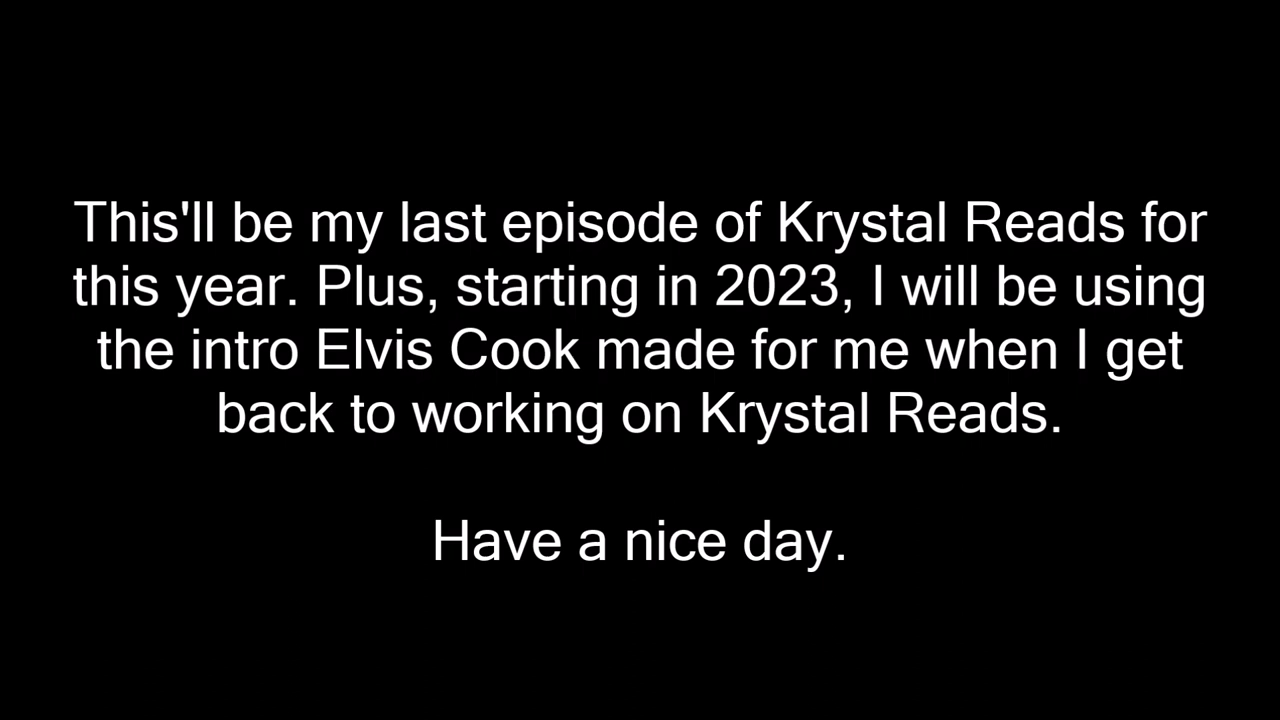 This'll be my last episode of Krystal Reads for
this year. Plus, starting in 2023, I will be using
the intro Elvis Cook made for me when I get
back to working on Krystal Reads.
Have a nice day.